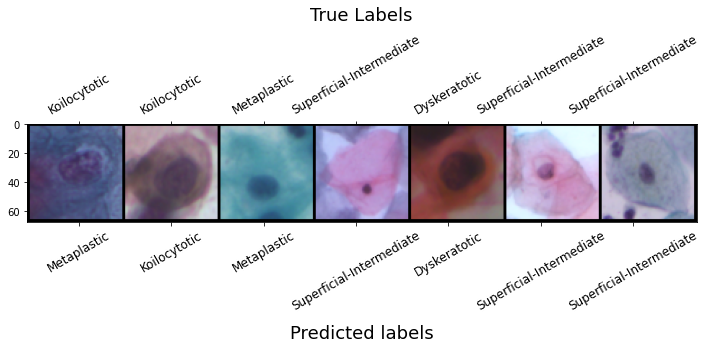 True Labels
Koilocytotic
Koilocytotic
Metaplastic
Superficial-Intermediate
Dyskeratotic
Superficial-Intermediate
Superficial-Intermediate
0
20
40
60
Metaplastic
Koilocytotic
Metaplastic
Superficial-Intermediate
Dyskeratotic
Superficial-Intermediate
Superficial-Intermediate
Predicted labels